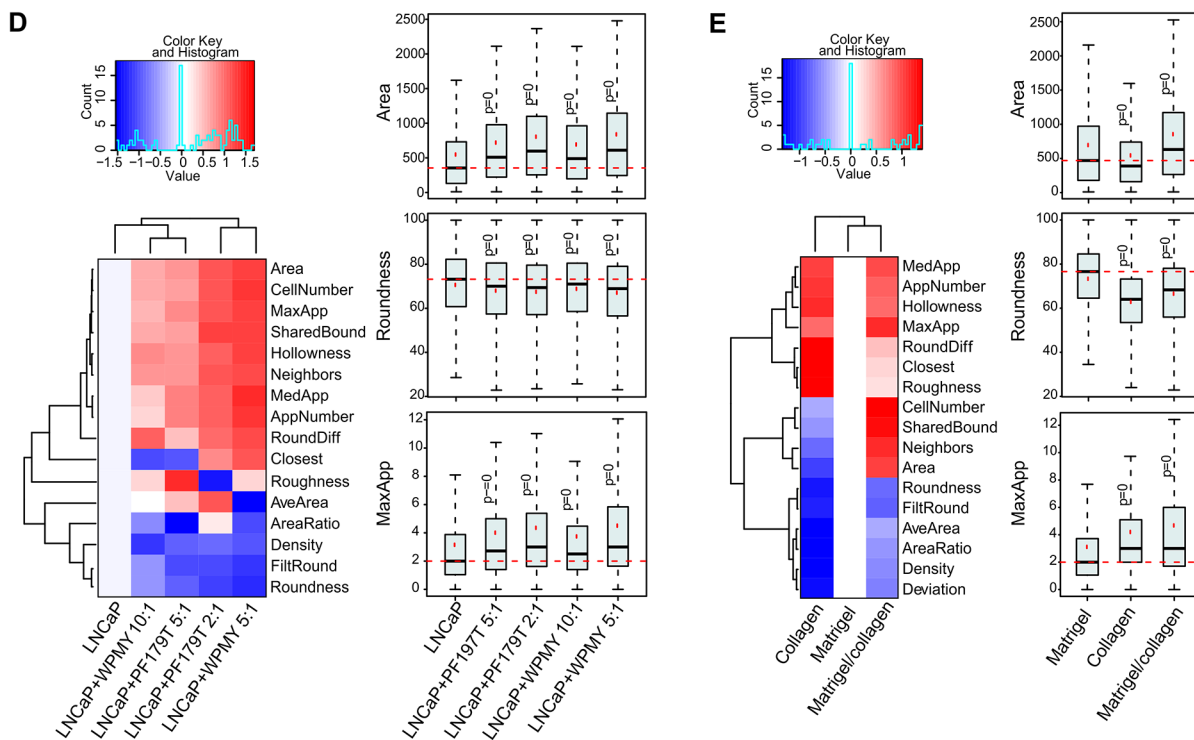 D
Color Key
and Histogram
Count
15
10
5
0
−1.5
−1
0
1
1.5
Value
Area
CellNumber
MaxApp
SharedBound
Hollowness
Neighbors
MedApp
AppNumber
RoundDiff
Closest
Roughness
AveArea
AreaRatio
Density
FiltRound
Roundness
LNCaP
LNCaP+WPMY 10:1
LNCaP+PF179T 5:1
LNCaP+PF179T 2:1
LNCaP+WPMY 5:1
Area
2500
2000
1500
1000
500
0
p=0
p=0
p=0
p=0
Roundness
100
80
60
40
20
p=0
p=0
p=0
p=0
MaxApp
12
10
8
6
4
2
0
p−=0
p=0
p=0
p=0
LNCaP
LNCaP+PF197T 5:1
LNCaP+PF179T 2:1
LNCaP+WPMY 10:1
LNCaP+WPMY 5:1
E
Color Key
and Histogram
Count
15
10
5
0
−1
0
1
Value
MedApp
AppNumber
Hollowness
MaxApp
RoundDiff
Closest
Roughness
CellNumber
SharedBound
Neighbors
Area
Roundness
FiltRound
AveArea
AreaRatio
Density
Deviation
Collagen
Matrigel
Matrigel/collagen
Area
2500
2000
1500
1000
500
0
p=0
p=0
Roundness
100
80
60
40
20
p=0
p=0
MaxApp
12
10
8
6
4
2
0
p=0
p=0
Matrigel
Collagen
Matrigel/collagen